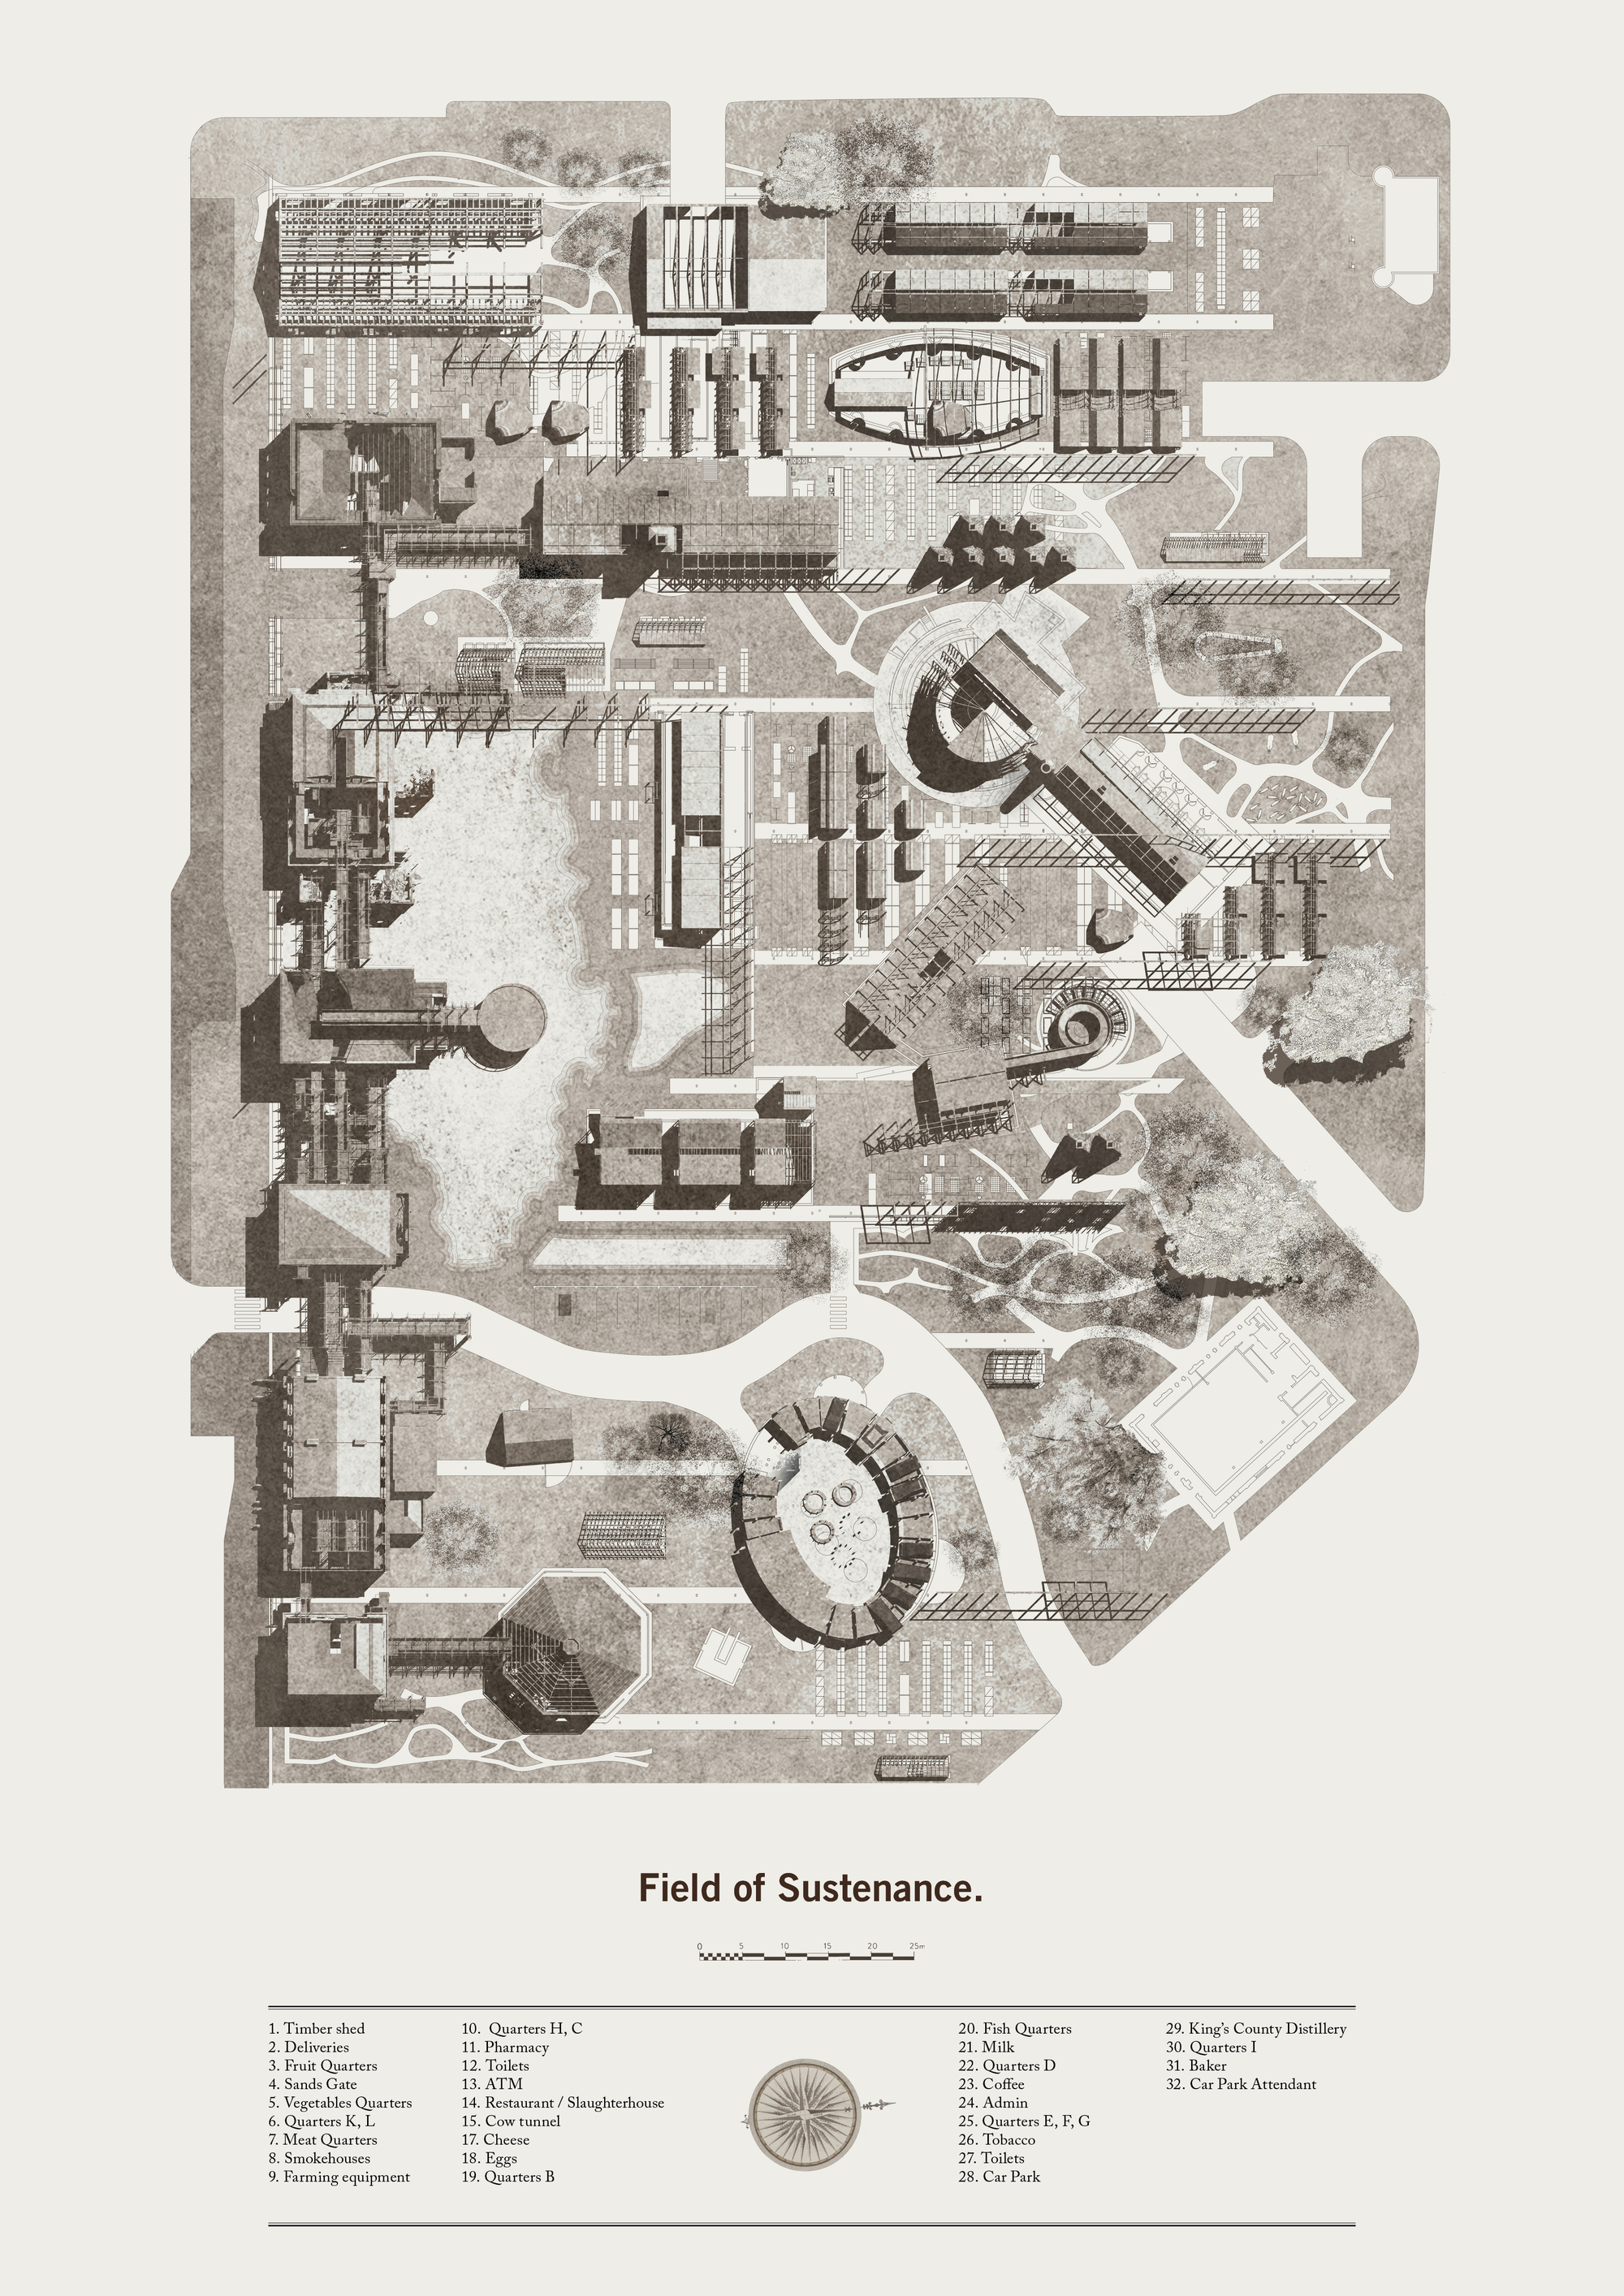 Field of Sustenance.
0 5 10 15 20 25m
1. Timber shed
2. Deliveries
3. Fruit Quarters
4. Sands Gate
5. Vegetables Quarters
6. Quarters K, L
7. Meat Quarters
8. Smokehouses
9. Farming equipment
10.  Quarters H, C
11. Pharmacy
12. Toilets
13. ATM
14. Restaurant / Slaughterhouse
15. Cow tunnel
17. Cheese
18. Eggs
19. Quarters B
20. Fish Quarters
21. Milk
22. Quarters D
23. Coffee
24. Admin
25. Quarters E, F, G
26. Tobacco
27. Toilets
28. Car Park
29. King's County Distillery
30. Quarters I
31. Baker
32. Car Park Attendant